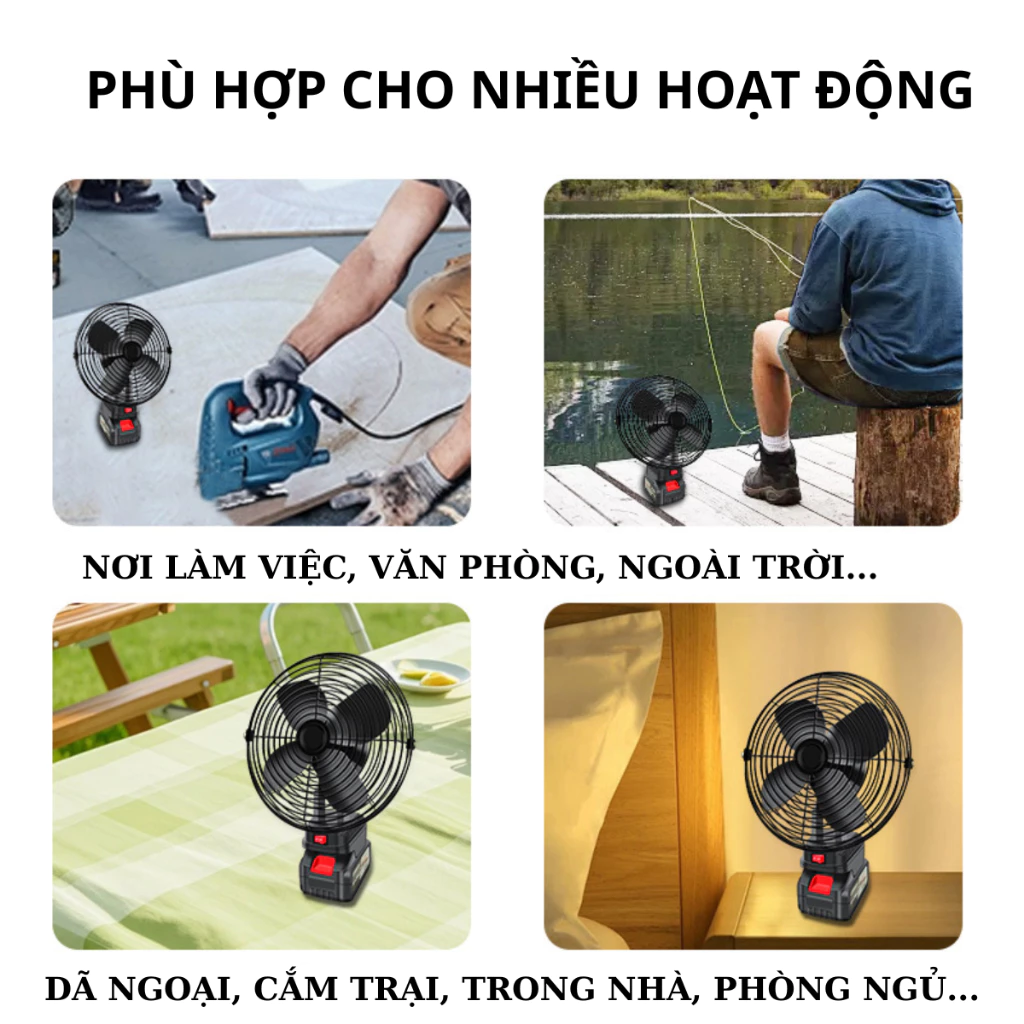 PHÙ HỢP CHO NHIỀU HOẠT ĐỘNG
NƠI LÀM VIỆC, VĂN PHÒNG, NGOÀI TRỜI...
DÃ NGOẠI, CẮM TRẠI, TRONG NHÀ, PHÒNG NGỦ...